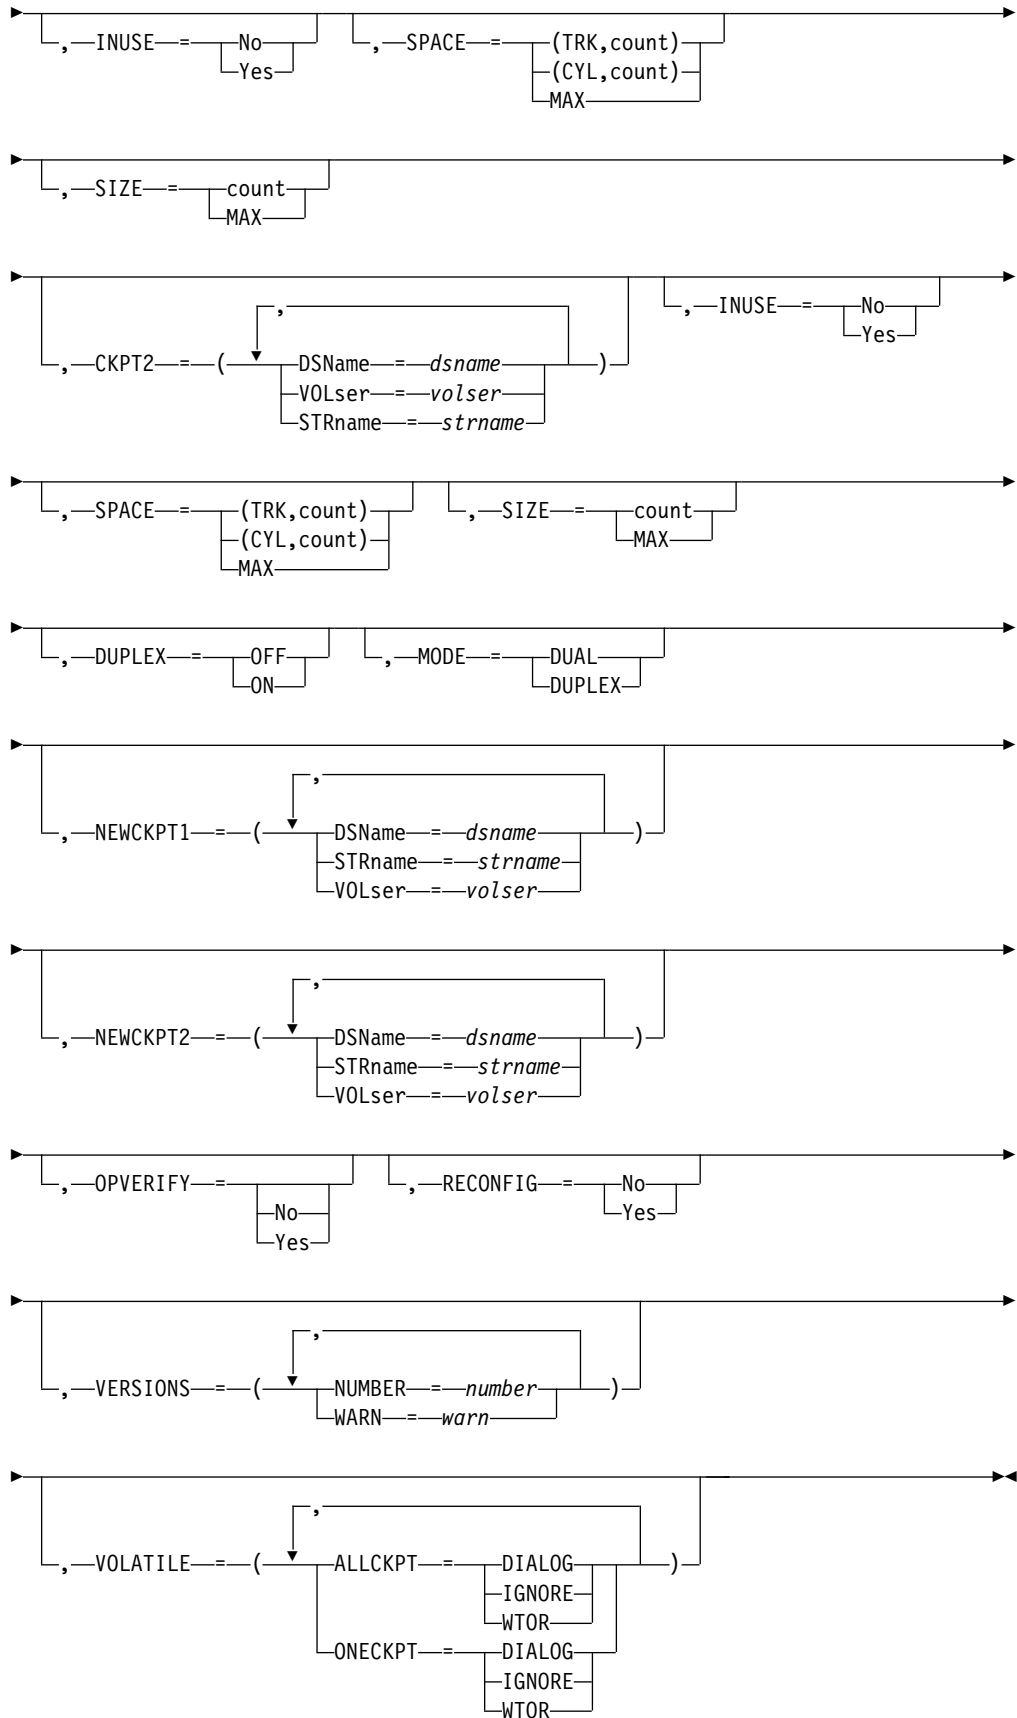 , INUSE = No , SPACE = (TRK,count)
Yes (CYL,count)
MAX
, SIZE = count
MAX
,
, INUSE = No
Yes
, CKPT2 = ( DSName = dsname )
VOLser = volser
STRname = strname
, SPACE = (TRK,count) , SIZE = count
(CYL,count) MAX
MAX
, DUPLEX = OFF , MODE = DUAL
ON DUPLEX
,
, NEWCKPT1 = ( DSName = dsname )
STRname = strname
VOLser = volser
,
, NEWCKPT2 = ( DSName = dsname )
STRname = strname
VOLser = volser
, OPVERIFY = , RECONFIG = No
No Yes
Yes
,
, VERSIONS = ( NUMBER = number )
WARN = warn
,
, VOLATILE = ( ALLCKPT = DIALOG )
IGNORE
WTOR
ONECKPT = DIALOG
IGNORE
WTOR